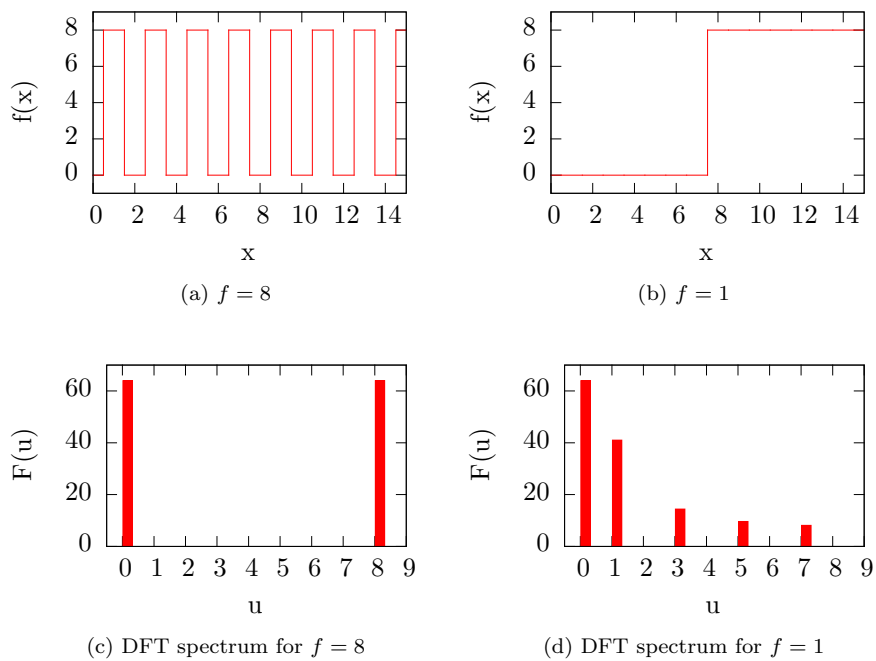 f(x)
8
6
4
2
0
0 2 4 6 8 10 12 14
x
(a) f = 8
f(x)
8
6
4
2
0
0 2 4 6 8 10 12 14
x
(b) f = 1
F(u)
60
40
20
0
0 1 2 3 4 5 6 7 8 9
u
(c) DFT spectrum for f = 8
F(u)
60
40
20
0
0 1 2 3 4 5 6 7 8 9
u
(d) DFT spectrum for f = 1